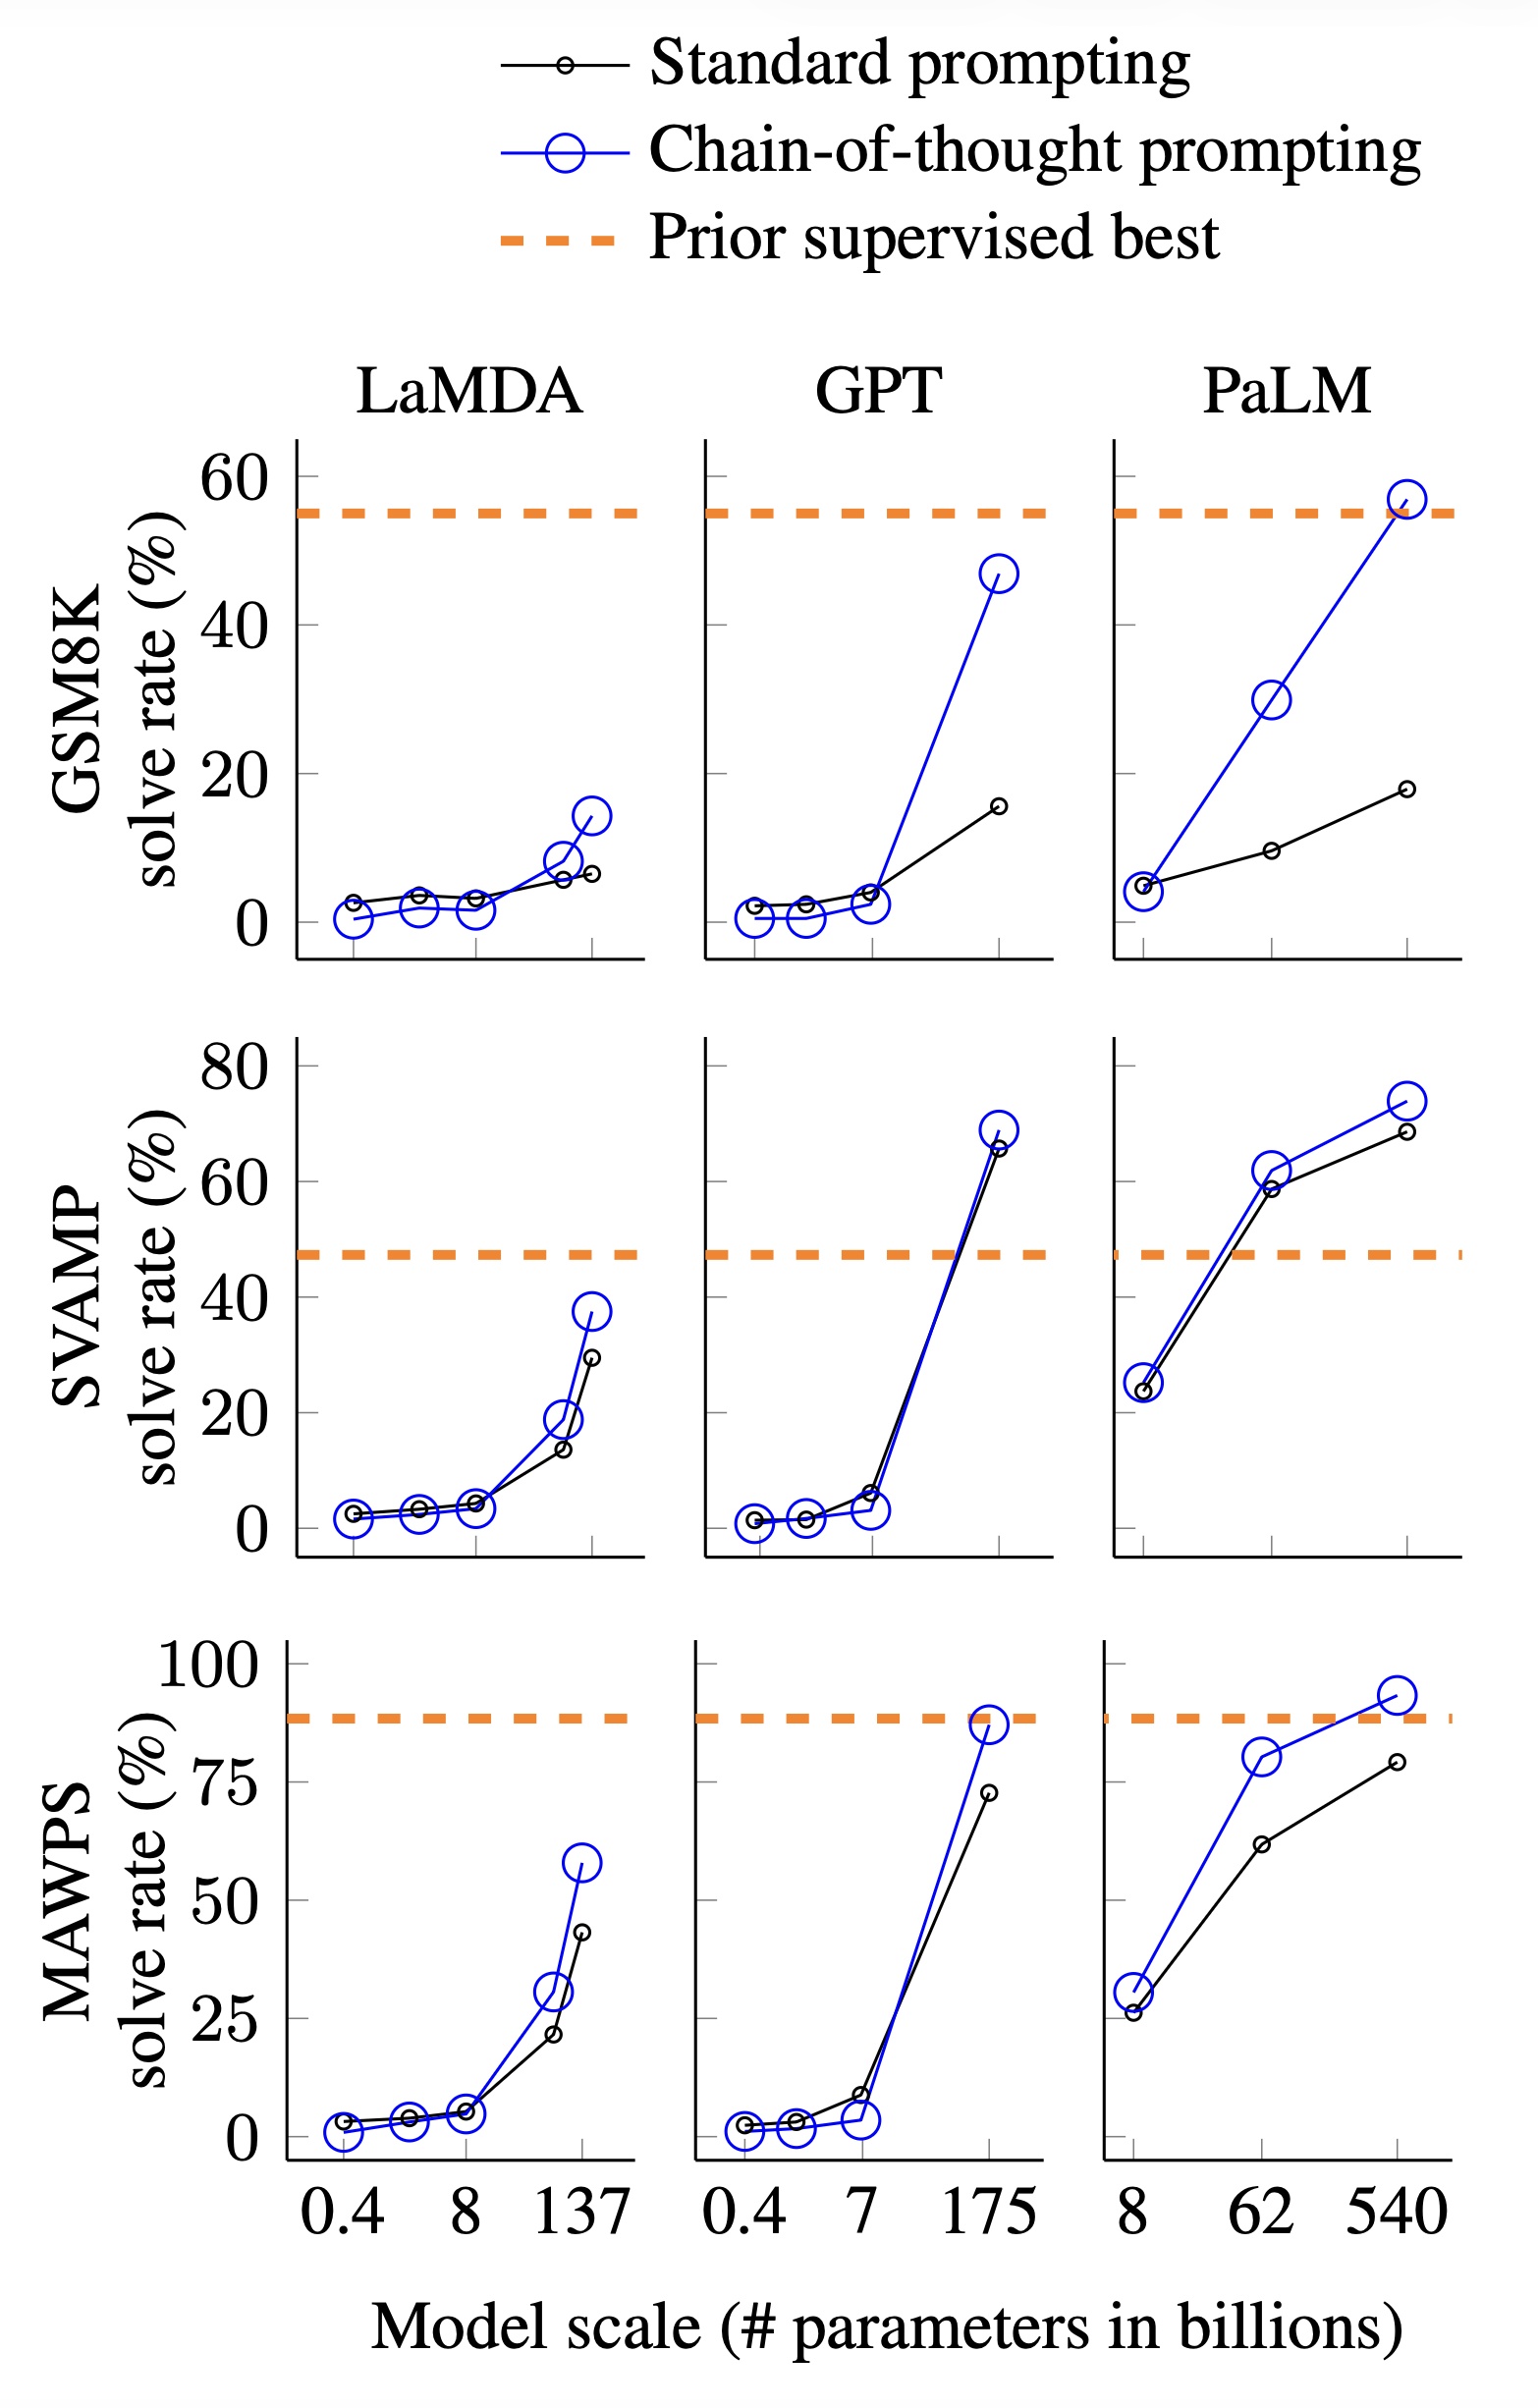 Standard prompting
Chain-of-thought prompting
Prior supervised best
LaMDA
GPT
PaLM
GSM8K
solve rate (%)
60
40
20
0
SVAMP
solve rate (%)
80
60
40
20
0
MAWPS
solve rate (%)
100
75
50
25
0
0.4 8 137
0.4 7 175
8 62 540
Model scale (# parameters in billions)